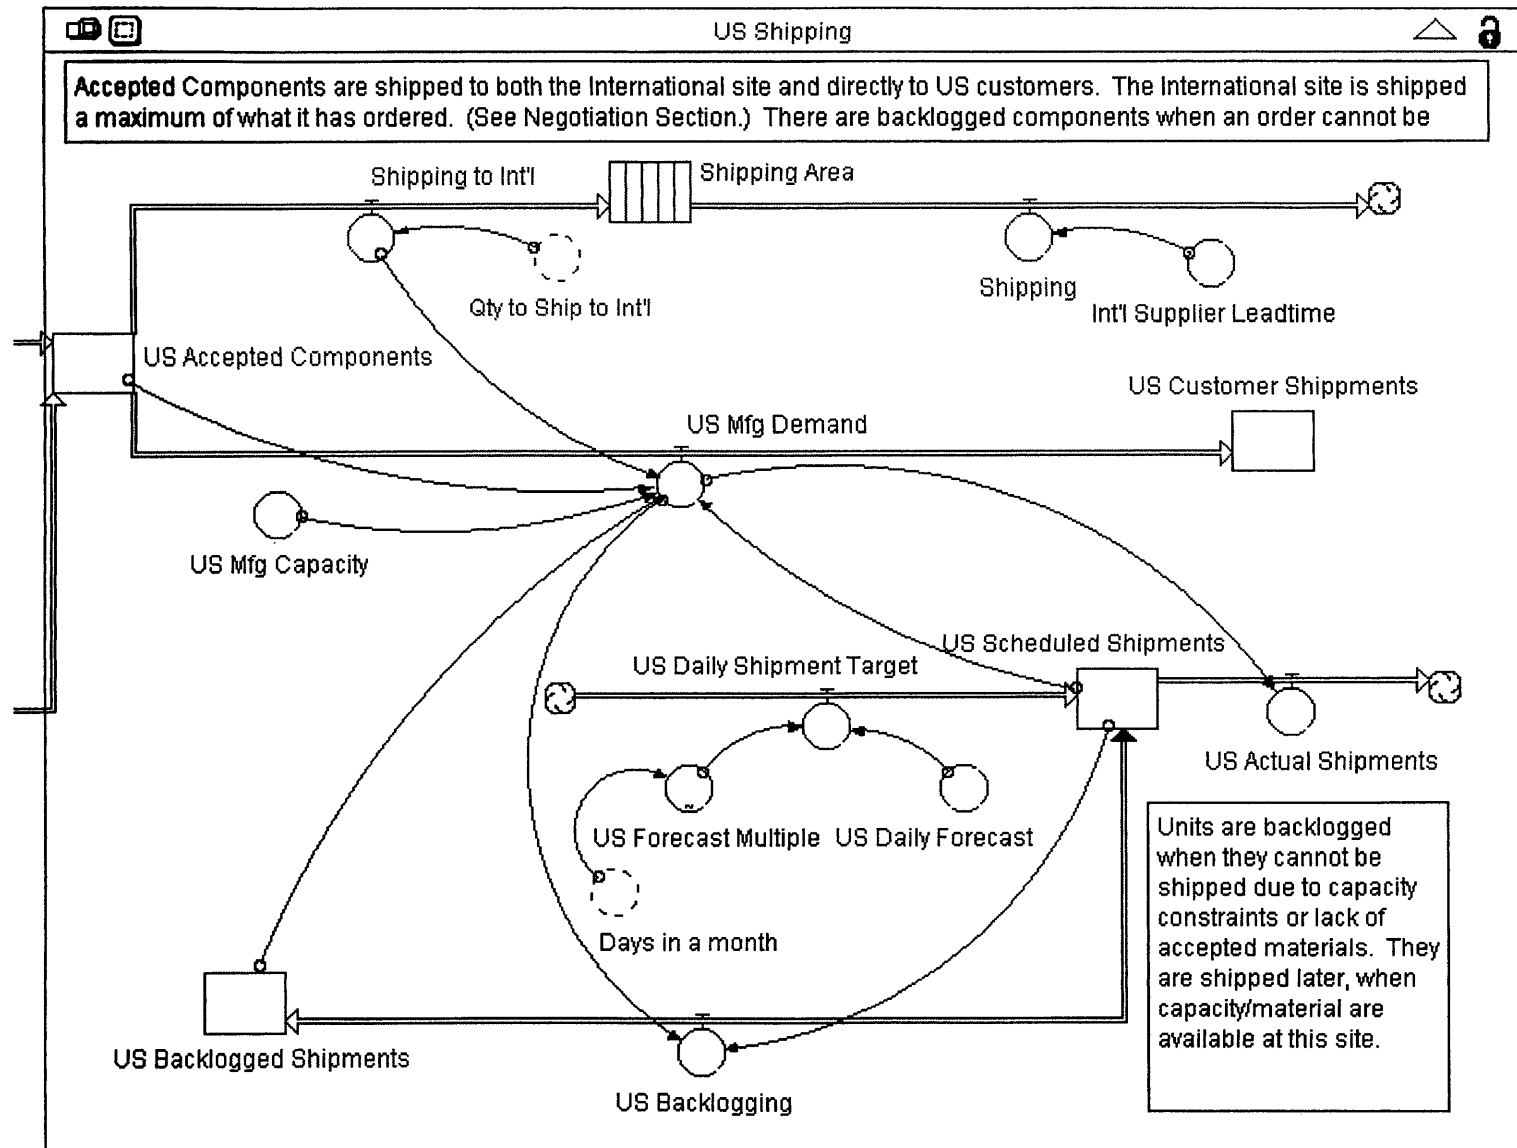 US Shipping
Accepted Components are shipped to both the International site and directly to US customers. The International site is shipped
a maximum of what it has ordered. (See Negotiation Section.) There are backlogged components when an order cannot be
Shipping to Int'l
Shipping Area
Qty to Ship to Int'l
Shipping
Int'l Supplier Leadtime
US Accepted Components
US Customer Shippments
US Mfg Demand
US Mfg Capacity
US Scheduled Shipments
US Daily Shipment Target
US Actual Shipments
US Forecast Multiple
US Daily Forecast
Days in a month
Units are backlogged
when they cannot be
shipped due to capacity
constraints or lack of
accepted materials. They
are shipped later, when
capacity/material are
available at this site.
US Backlogged Shipments
US Backlogging